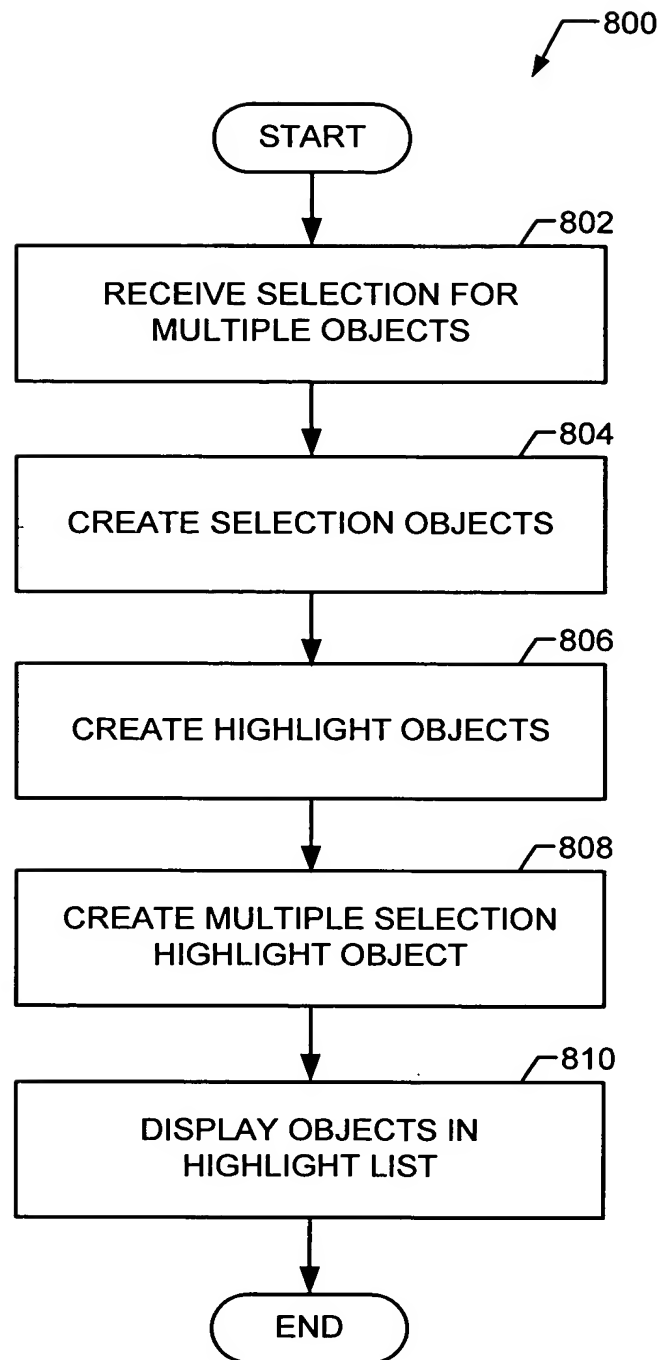 800
START
802
RECEIVE SELECTION FOR
MULTIPLE OBJECTS
804
CREATE SELECTION OBJECTS
806
CREATE HIGHLIGHT OBJECTS
808
CREATE MULTIPLE SELECTION
HIGHLIGHT OBJECT
810
DISPLAY OBJECTS IN
HIGHLIGHT LIST
END